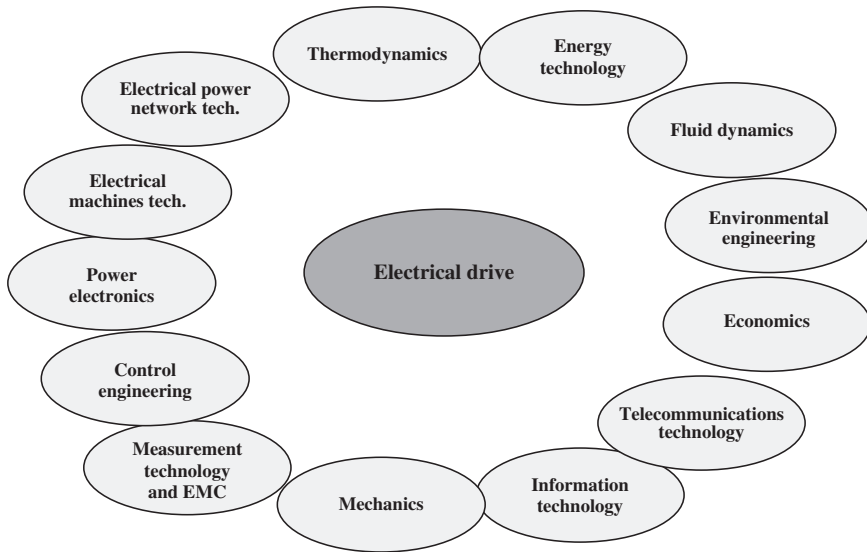 Thermodynamics
Energy
technology
Electrical power
network tech.
Fluid dynamics
Electrical
machines tech.
Environmental
engineering
Electrical drive
Power
electronics
Economics
Control
engineering
Telecommunications
technology
Measurement
technology
and EMC
Mechanics
Information
technology